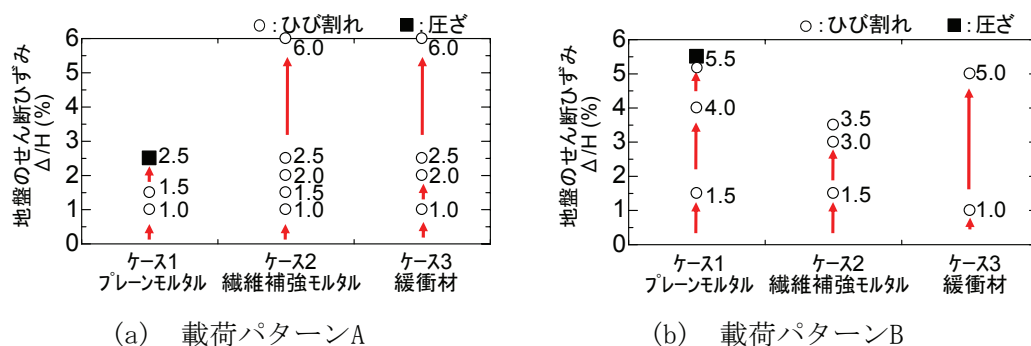 ○:ひび割れ ■:圧ざ
地盤のせん断ひずみ
Δ/H (%)
6
5
4
3
2
1
0
2.5
1.5
1.0
6.0
2.5
2.0
1.5
1.0
6.0
2.5
2.0
1.0
ケース1
プレーンモルタル
ケース2
繊維補強モルタル
ケース3
緩衝材
(a) 載荷パターンA
○:ひび割れ ■:圧ざ
地盤のせん断ひずみ
Δ/H (%)
6
5
4
3
2
1
0
5.5
4.0
1.5
3.5
3.0
1.5
5.0
1.0
ケース1
プレーンモルタル
ケース2
繊維補強モルタル
ケース3
緩衝材
(b) 載荷パターンB